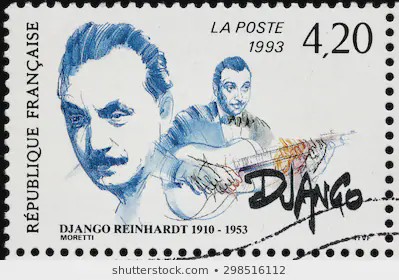 RÉPUBLIQUE FRANÇAISE
LA POSTE
1993
4,20
DJANGO
DJANGO REINHARDT 1910 - 1953
MORETTI
shutterstock.com • 298516112